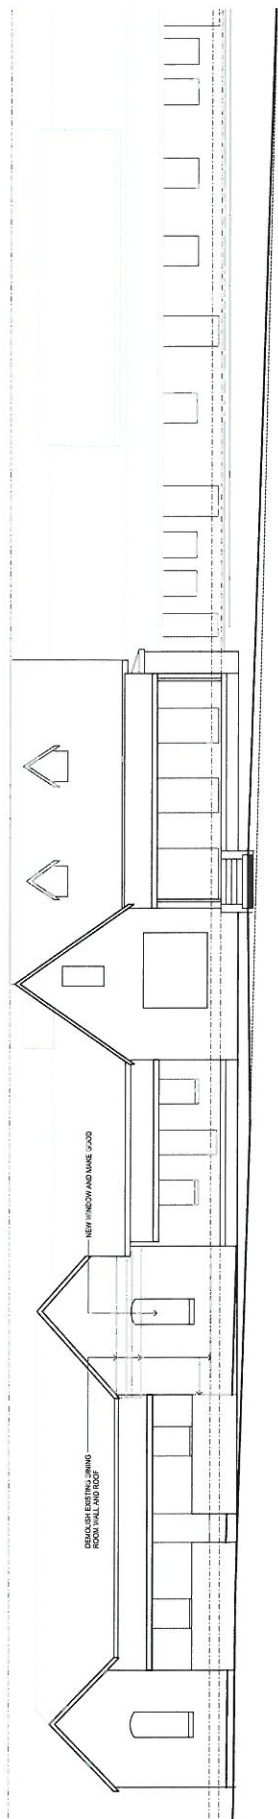 DEMOLISH EXISTING DINING
ROOM WALL AND ROOF
NEW WINDOW AND MAKE GOOD